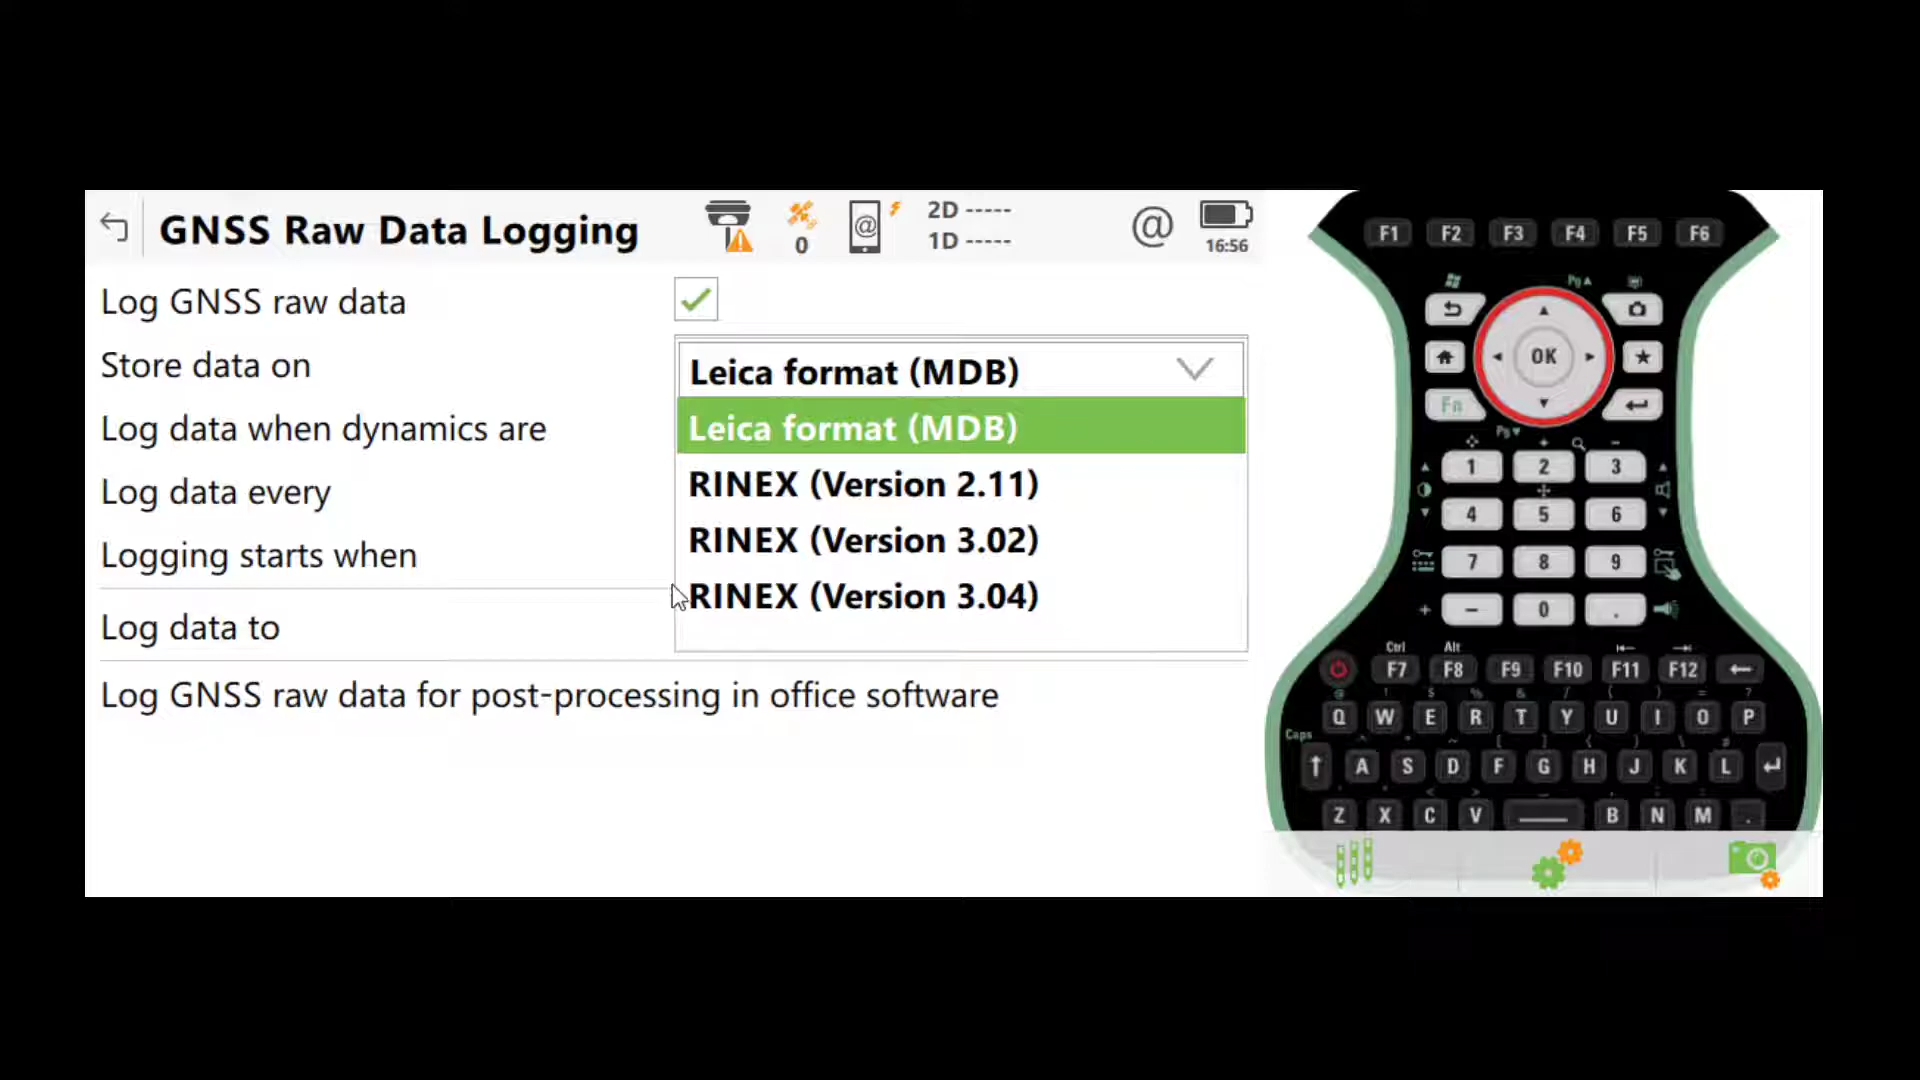 GNSS Raw Data Logging
0
@
2D -----
1D -----
@
16:56
Log GNSS raw data
Store data on
Leica format (MDB)
Log data when dynamics are
Leica format (MDB)
Log data every
RINEX (Version 2.11)
RINEX (Version 3.02)
Logging starts when
RINEX (Version 3.04)
Log data to
Log GNSS raw data for post-processing in office software
F1 F2 F3 F4 F5 F6
Pg
OK
Fn
Pg
+ -
1 2 3
4 5 6
7 8 9
+ - 0 .
Ctrl Alt
F7 F8 F9 F10 F11 F12
@ ! $ % & / ( ) = ?
Q W E R T Y U I O P
Caps
A S D F G H J K L
Z X C V B N M .